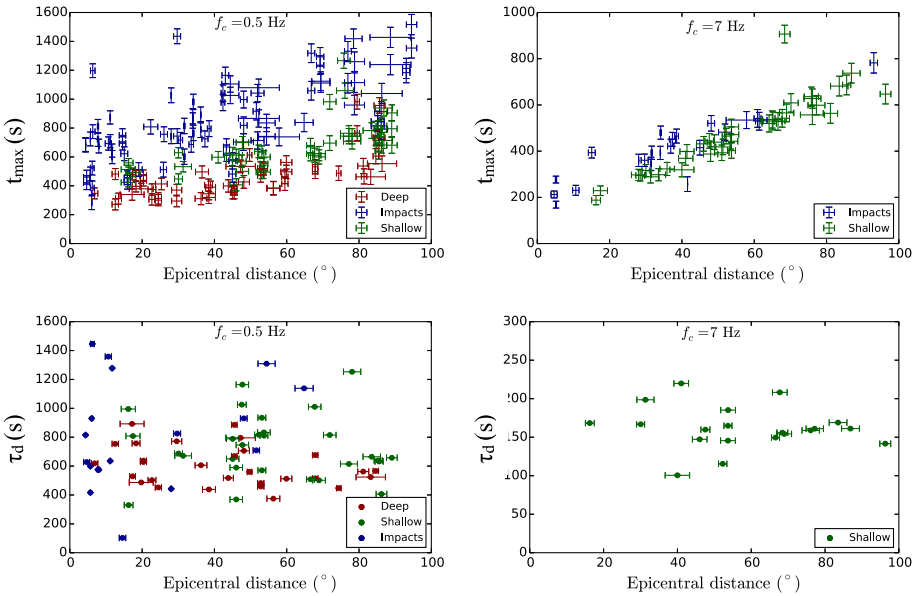 f_c = 0.5 Hz
1600
1400
1200
1000
800
600
400
200
0
t_max (s)
Deep
Impacts
Shallow
0 20 40 60 80 100
Epicentral distance (°)
f_c = 7 Hz
1000
800
600
400
200
0
t_max (s)
Impacts
Shallow
0 20 40 60 80 100
Epicentral distance (°)
f_c = 0.5 Hz
1600
1400
1200
1000
800
600
400
200
0
τ_d (s)
Deep
Shallow
Impacts
0 20 40 60 80 100
Epicentral distance (°)
f_c = 7 Hz
300
250
200
150
100
50
0
τ_d (s)
Shallow
0 20 40 60 80 100
Epicentral distance (°)